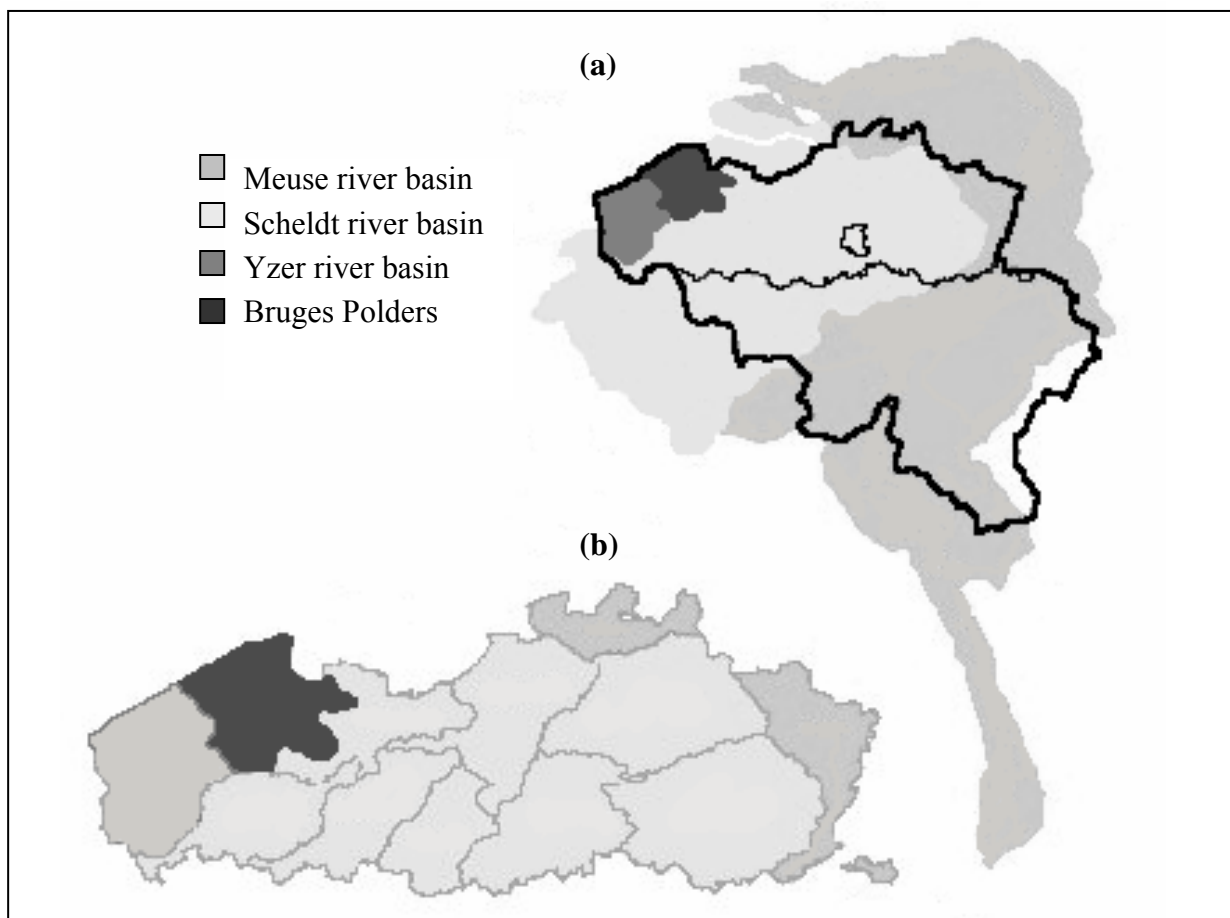 (a)
Meuse river basin
Scheldt river basin
Yzer river basin
Bruges Polders
(b)